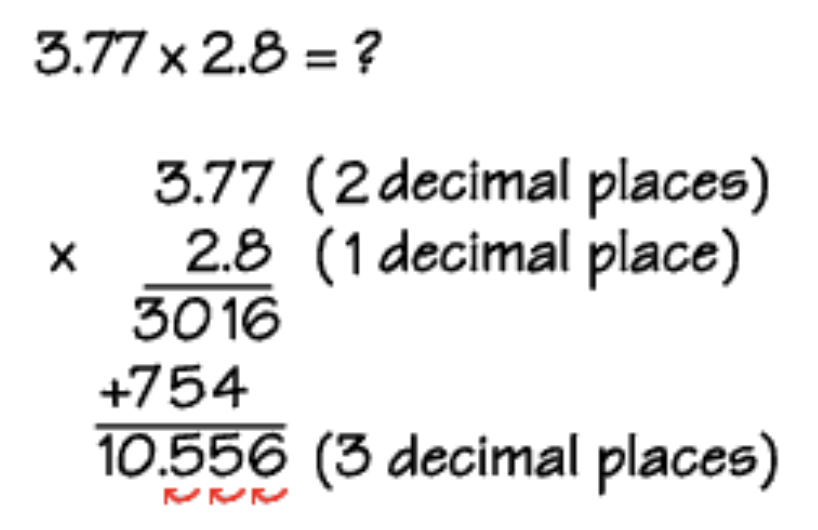 3.77 x 2.8 = ?
3.77 (2 decimal places)
x 2.8 (1 decimal place)
3016
+754
10.556 (3 decimal places)